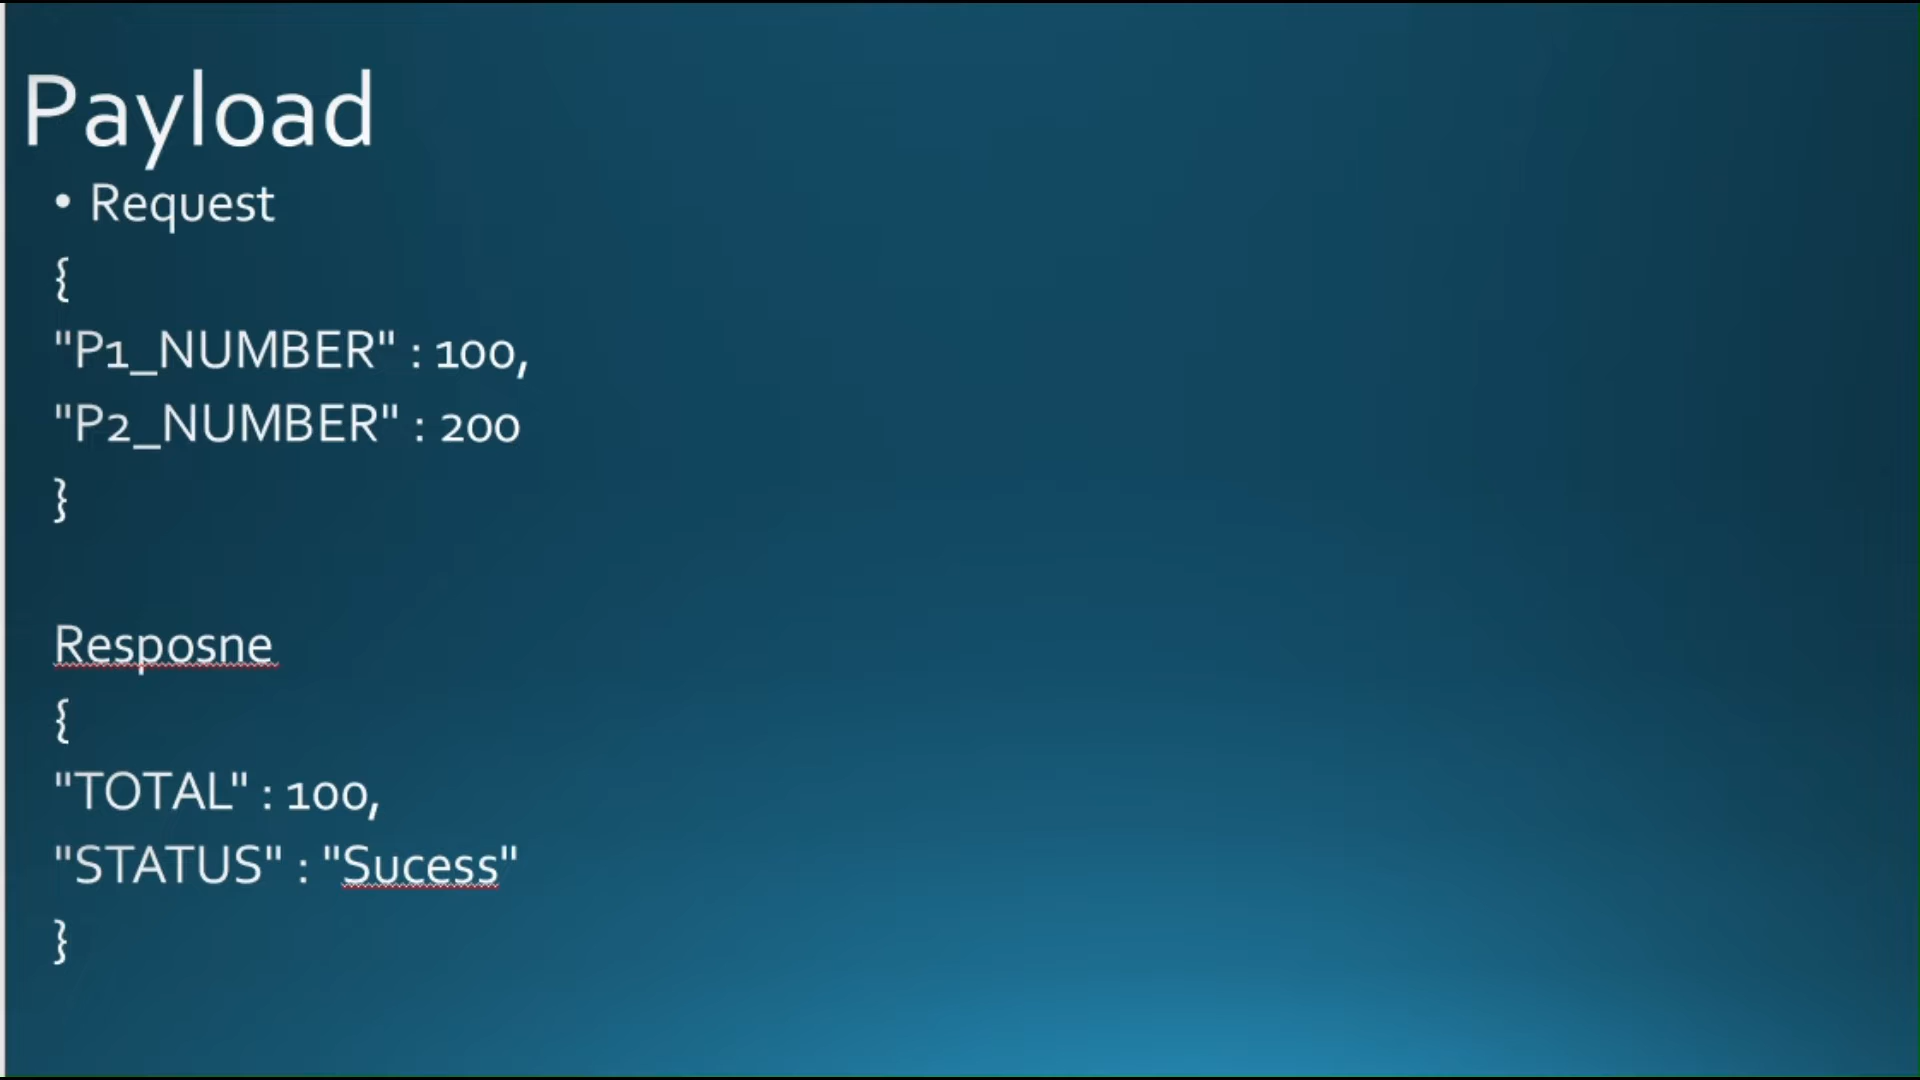 Payload
• Request
{
"P1_NUMBER" : 100,
"P2_NUMBER" : 200
}
Resposne
{
"TOTAL" : 100,
"STATUS" : "Sucess"
}